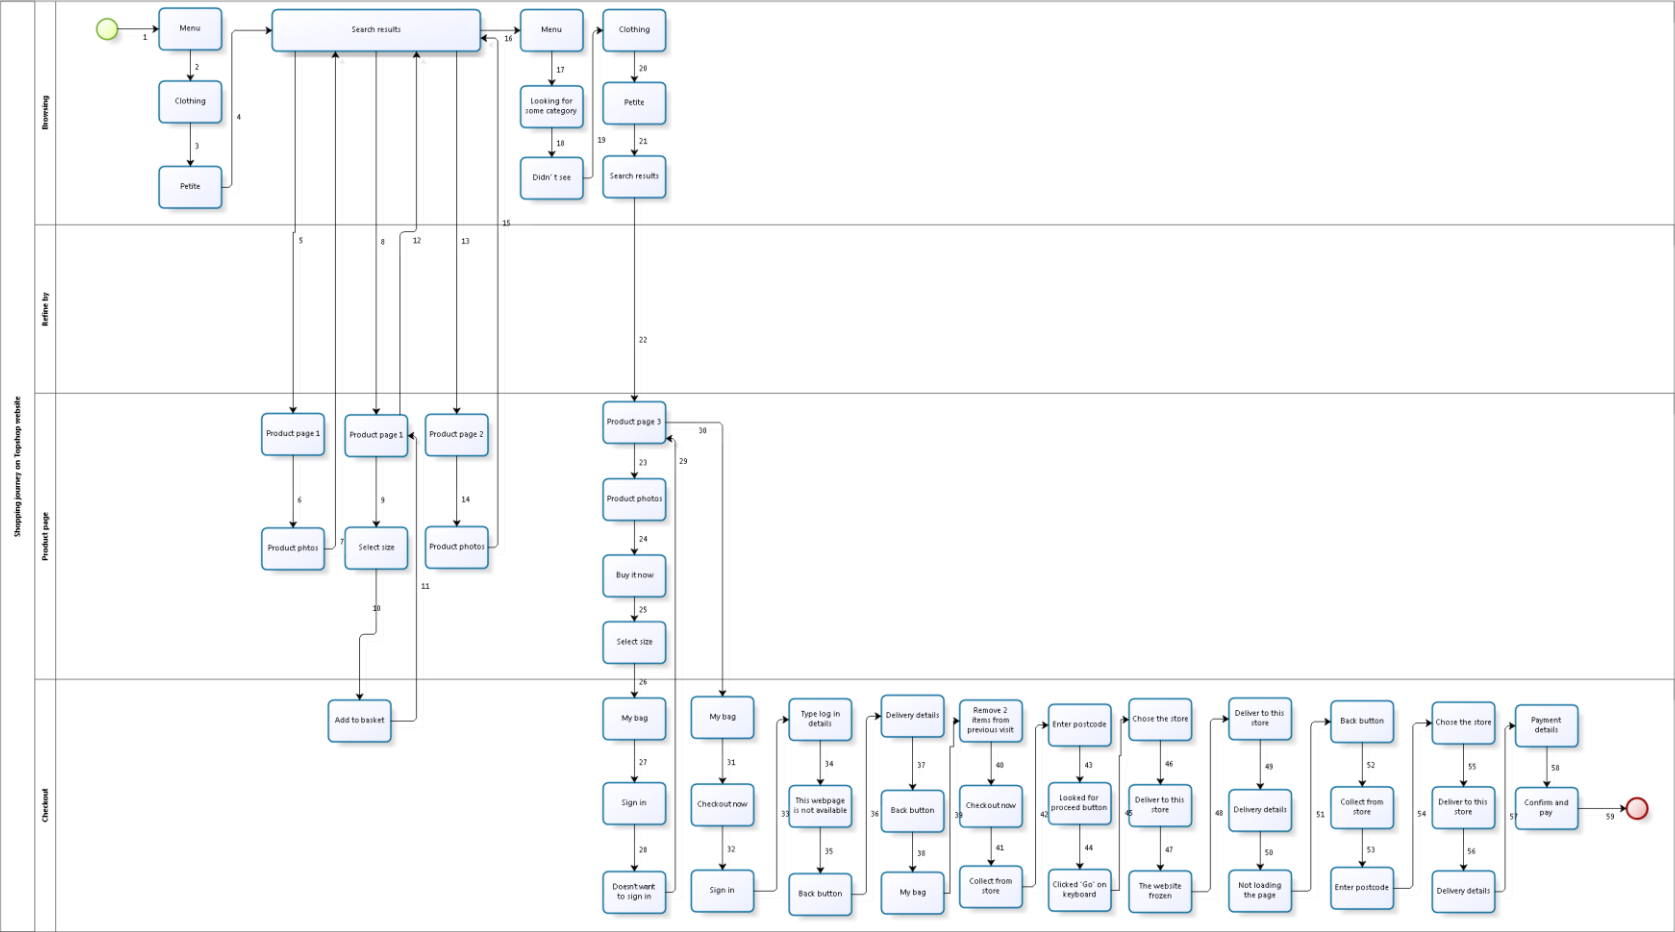 Shopping journey on Topshop website
Browsing
1
Menu
2
Clothing
3
Petite
4
Search results
16
Menu
17
Looking for
some category
18
Didn't see
19
Clothing
20
Petite
21
Search results
15
Refine by
5
8
12
13
22
Product page
Product page 1
6
Product phtos
7
Product page 1
9
Select size
10
11
Product page 2
14
Product photos
Product page 3
30
29
23
Product photos
24
Buy it now
25
Select size
26
Checkout
Add to basket
My bag
27
Sign in
28
Doesn't want
to sign in
My bag
31
Checkout now
32
Sign in
33
Type log in
details
34
This webpage
is not available
35
Back button
36
Delivery details
37
Back button
38
My bag
39
Remove 2
items from
previous visit
40
Checkout now
41
Collect from
store
42
Enter postcode
43
Looked for
proceed button
44
Clicked 'Go' on
keyboard
45
Chose the store
46
Deliver to this
store
47
The website
frozen
48
Deliver to this
store
49
Delivery details
50
Not loading
the page
51
Back button
52
Collect from
store
53
Enter postcode
54
Chose the store
55
Deliver to this
store
56
Delivery details
57
Payment
details
58
Confirm and
pay
59